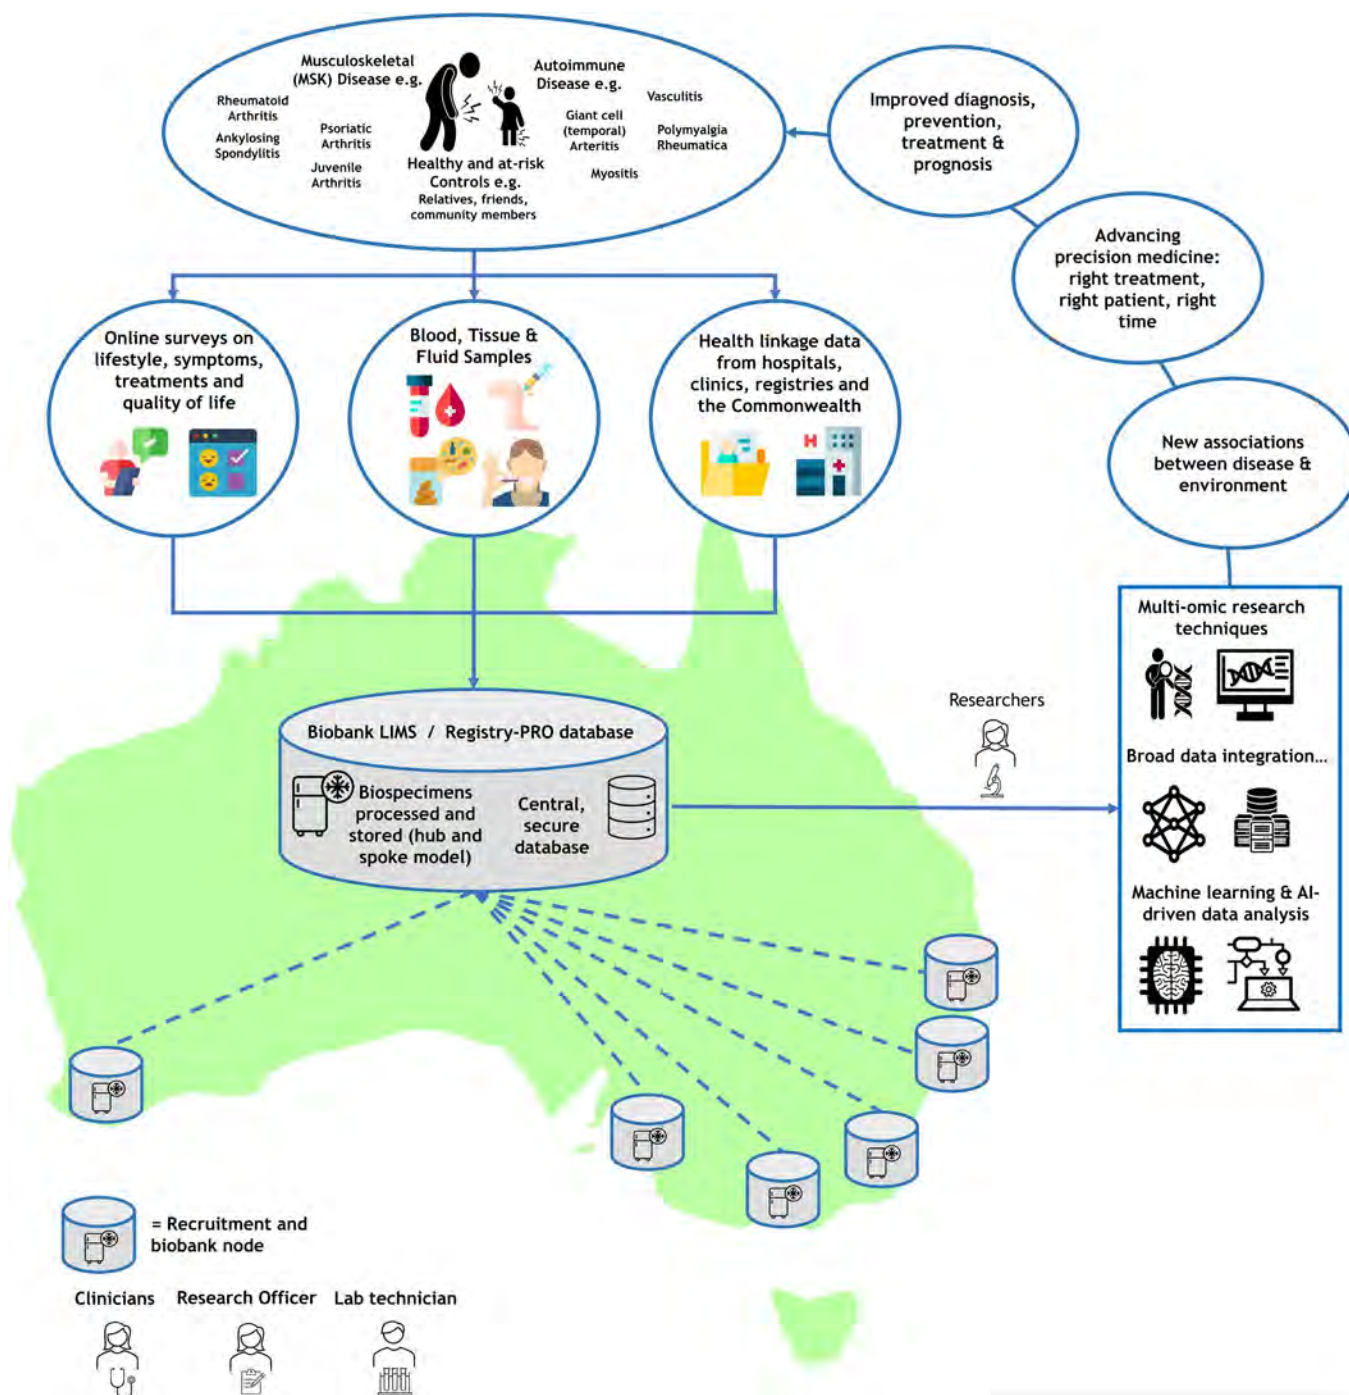 Musculoskeletal
(MSK) Disease e.g.
Rheumatoid
Arthritis
Ankylosing
Spondylitis
Psoriatic
Arthritis
Juvenile
Arthritis
Autoimmune
Disease e.g.
Vasculitis
Giant cell
(temporal)
Arteritis
Polymyalgia
Rheumatica
Myositis
Healthy and at-risk
Controls e.g.
Relatives, friends,
community members
Improved diagnosis,
prevention,
treatment &
prognosis
Advancing
precision medicine:
right treatment,
right patient, right
time
New associations
between disease &
environment
Online surveys on
lifestyle, symptoms,
treatments and
quality of life
Blood, Tissue &
Fluid Samples
Health linkage data
from hospitals,
clinics, registries and
the Commonwealth
H
Multi-omic research
techniques
Broad data integration...
Machine learning & AI-
driven data analysis
Researchers
Biobank LIMS / Registry-PRO database
Biospecimens
processed and
stored (hub and
spoke model)
Central,
secure
database
= Recruitment and
biobank node
Clinicians
Research Officer
Lab technician